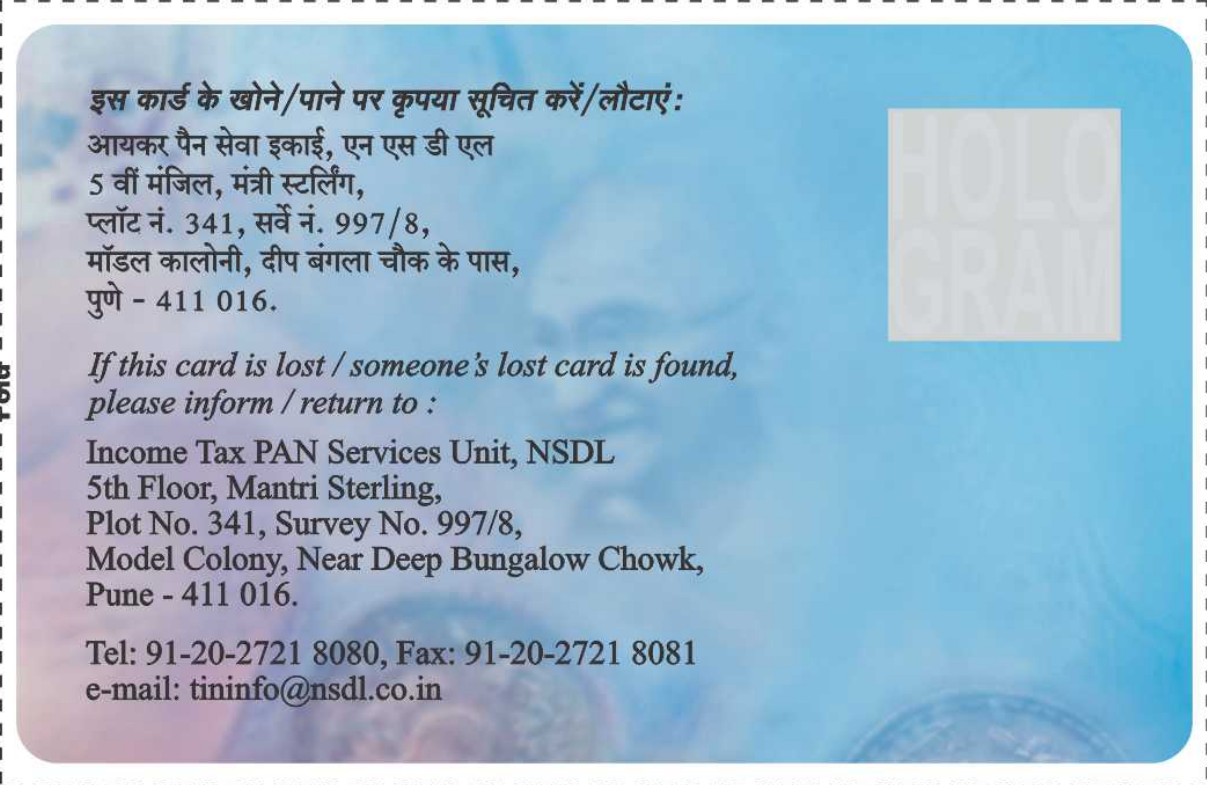 इस कार्ड के खोने/पाने पर कृपया सूचित करें/लौटाएं:
आयकर पैन सेवा इकाई, एन एस डी एल
5 वीं मंजिल, मंत्री स्टर्लिंग,
प्लॉट नं. 341, सर्वे नं. 997/8,
मॉडल कालोनी, दीप बंगला चौक के पास,
पुणे - 411 016.
If this card is lost / someone's lost card is found,
please inform / return to :
Income Tax PAN Services Unit, NSDL
5th Floor, Mantri Sterling,
Plot No. 341, Survey No. 997/8,
Model Colony, Near Deep Bungalow Chowk,
Pune - 411 016.
Tel: 91-20-2721 8080, Fax: 91-20-2721 8081
e-mail: tininfo@nsdl.co.in
HOLO
GRAM